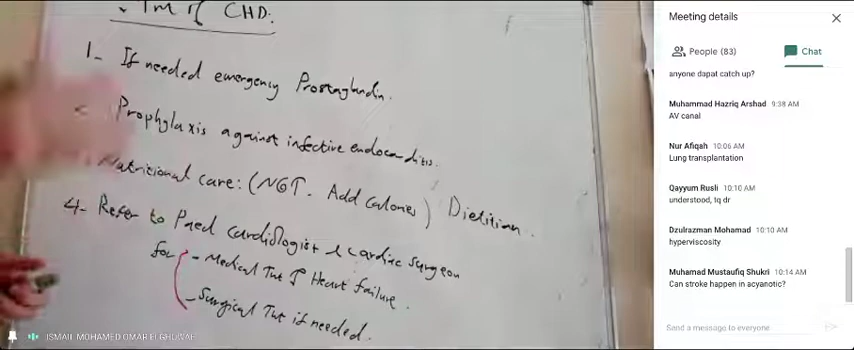 Tm of CHD:
1- If needed emergency Prostaglandin.
Prophylaxis against infective endocarditis.
Nutritional care: (NGT. Add calories) Dietitian.
4- Refer to Paed cardiologist & cardiac surgeon
for - Medical Tmt of Heart failure.
- Surgical Tmt if needed.
ISMAIL MOHAMED OMAR ELGHUWAE
Meeting details
People (83)
Chat
anyone dapat catch up?
Muhammad Hazriq Arshad 9:38 AM
AV canal
Nur Afiqah 10:06 AM
Lung transplantation
Qayyum Rusli 10:10 AM
understood, tq dr
Dzulrazman Mohamad 10:10 AM
hyperviscosity
Muhamad Mustaufiq Shukri 10:14 AM
Can stroke happen in acyanotic?
Send a message to everyone